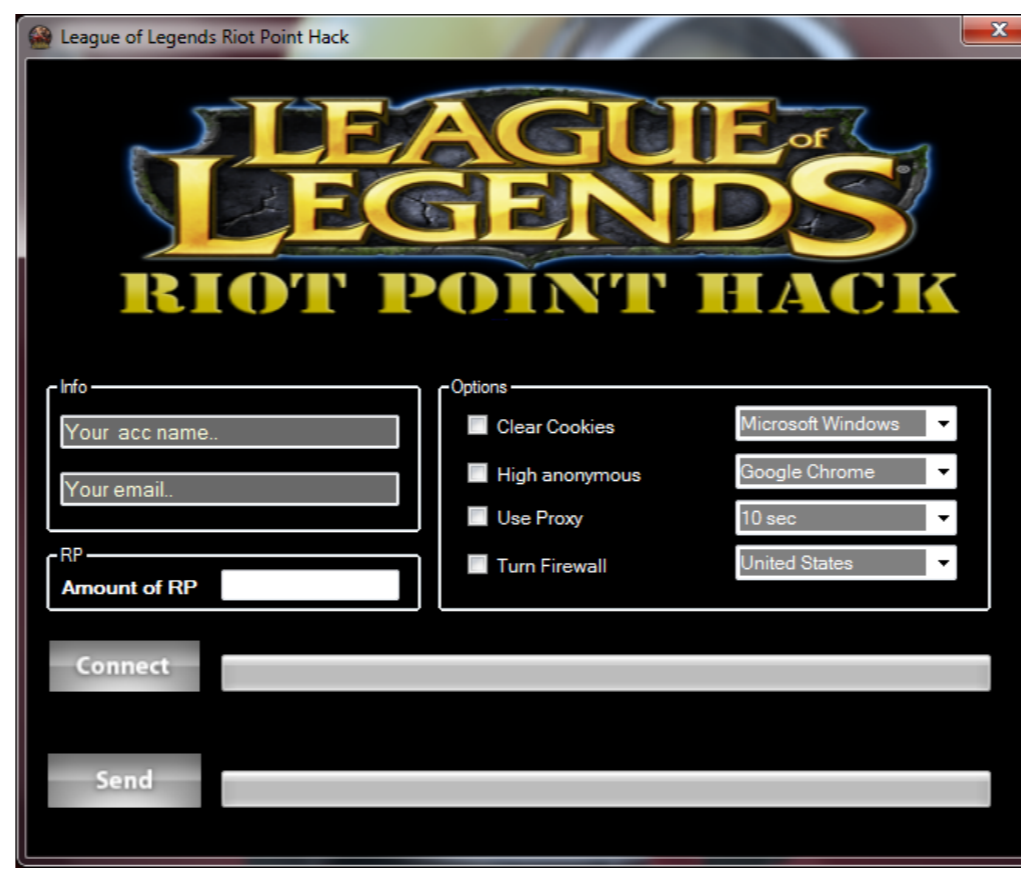 League of Legends Riot Point Hack
x
LEAGUE of
LEGENDS
®
RIOT POINT HACK
Info
Your acc name..
Your email..
RP
Amount of RP
Options
Clear Cookies
Microsoft Windows
High anonymous
Google Chrome
Use Proxy
10 sec
Turn Firewall
United States
Connect
Send